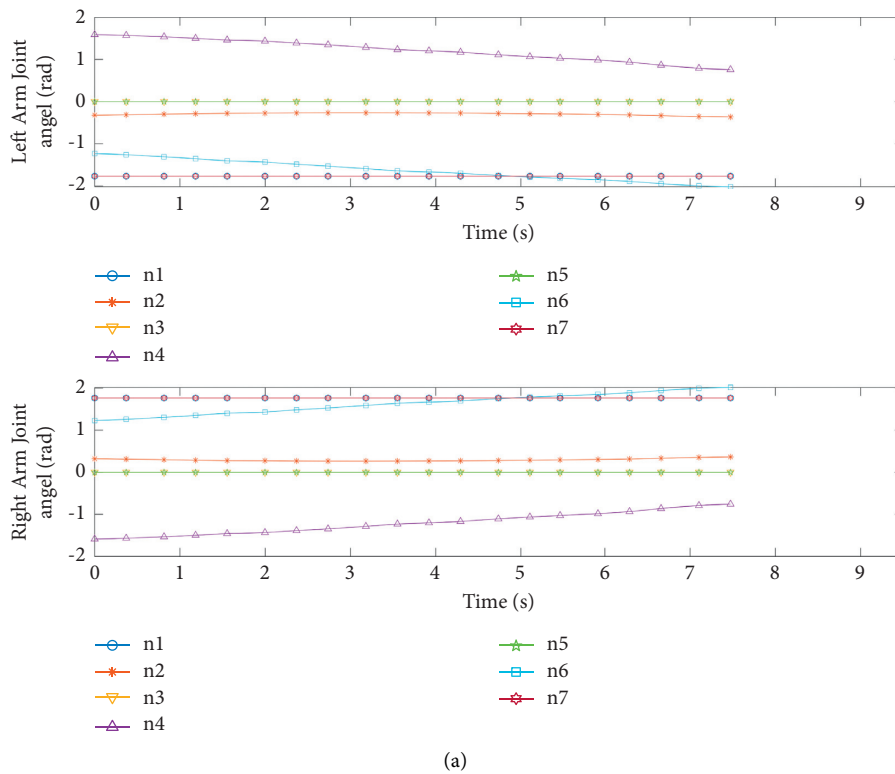 2
1
0
-1
-2
Left Arm Joint
angel (rad)
0 1 2 3 4 5 6 7 8 9
Time (s)
n1
n2
n3
n4
n5
n6
n7
2
1
0
-1
-2
Right Arm Joint
angel (rad)
0 1 2 3 4 5 6 7 8 9
Time (s)
n1
n2
n3
n4
n5
n6
n7
(a)